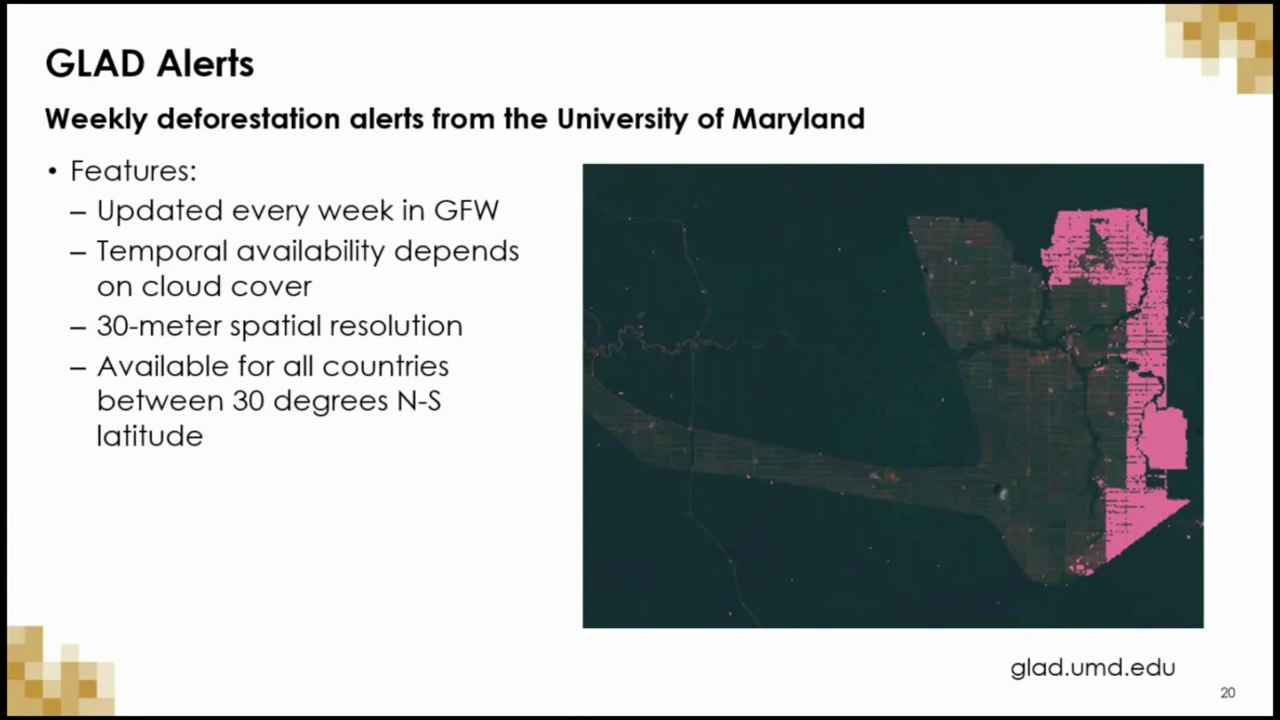 GLAD Alerts
Weekly deforestation alerts from the University of Maryland
• Features:
– Updated every week in GFW
– Temporal availability depends
on cloud cover
– 30-meter spatial resolution
– Available for all countries
between 30 degrees N-S
latitude
glad.umd.edu
20